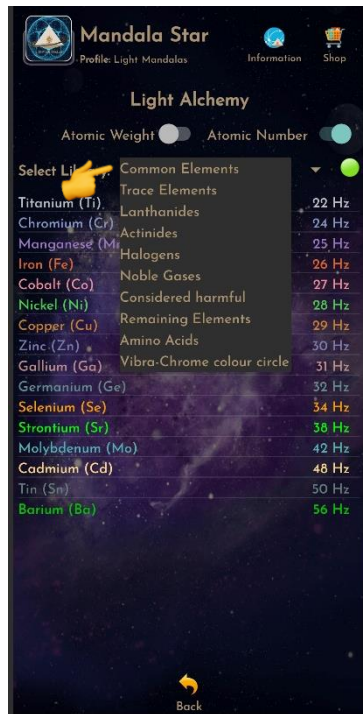 Mandala Star
Profile: Light Mandalas
Information
Shop
Light Alchemy
Atomic Weight
Atomic Number
Select
Common Elements
Trace Elements
Lanthanides
Actinides
Halogens
Noble Gases
Considered harmful
Remaining Elements
Amino Acids
Vibra-Chrome colour circle
Titanium (Ti) 22 Hz
Chromium (Cr) 24 Hz
Manganese 25 Hz
Iron (Fe) 26 Hz
Cobalt (Co) 27 Hz
Nickel (Ni) 28 Hz
Copper (Cu) 29 Hz
Zinc (Zn) 30 Hz
Gallium (Ga) 31 Hz
Germanium (Ge) 32 Hz
Selenium (Se) 34 Hz
Strontium (Sr) 38 Hz
Molybdenum (Mo) 42 Hz
Cadmium (Cd) 48 Hz
Tin (Sn) 50 Hz
Barium (Ba) 56 Hz
Back